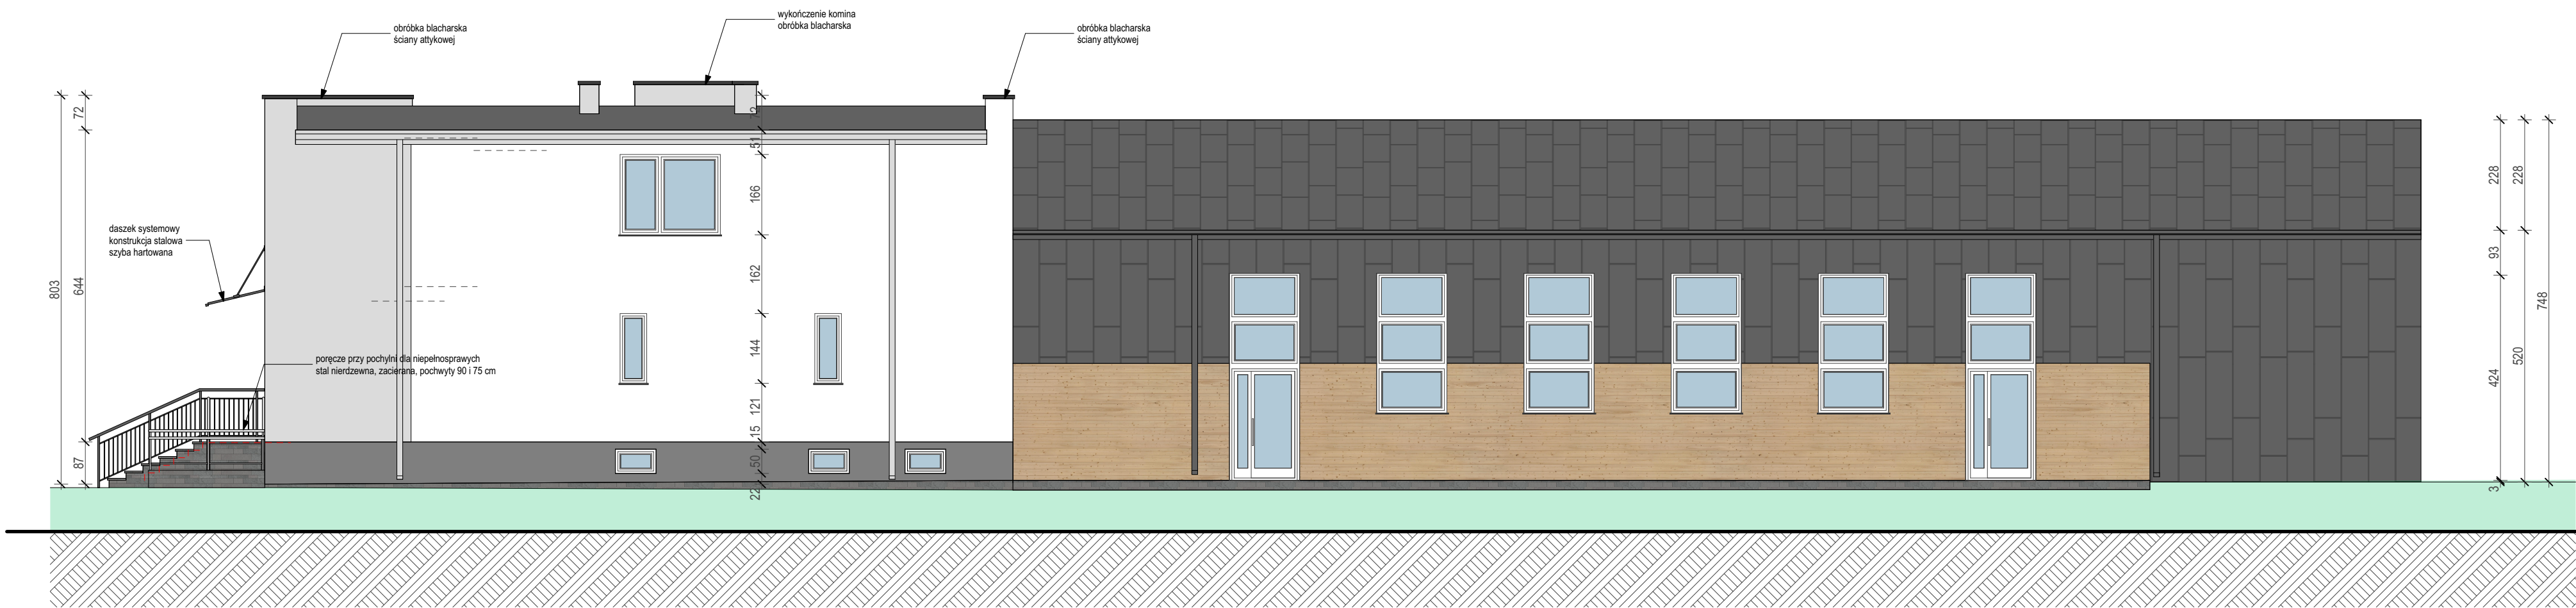 wykończenie komina
obróbka blacharska
obróbka blacharska
ściany attykowej
obróbka blacharska
ściany attykowej
daszek systemowy
konstrukcja stalowa
szyba hartowana
poręcze przy pochylni dla niepełnosprawych
stal nierdzewna, zacierana, pochwyty 90 i 75 cm
803
72
644
87
72
51
166
162
144
121
15
50
22
228
93
424
3
228
520
748